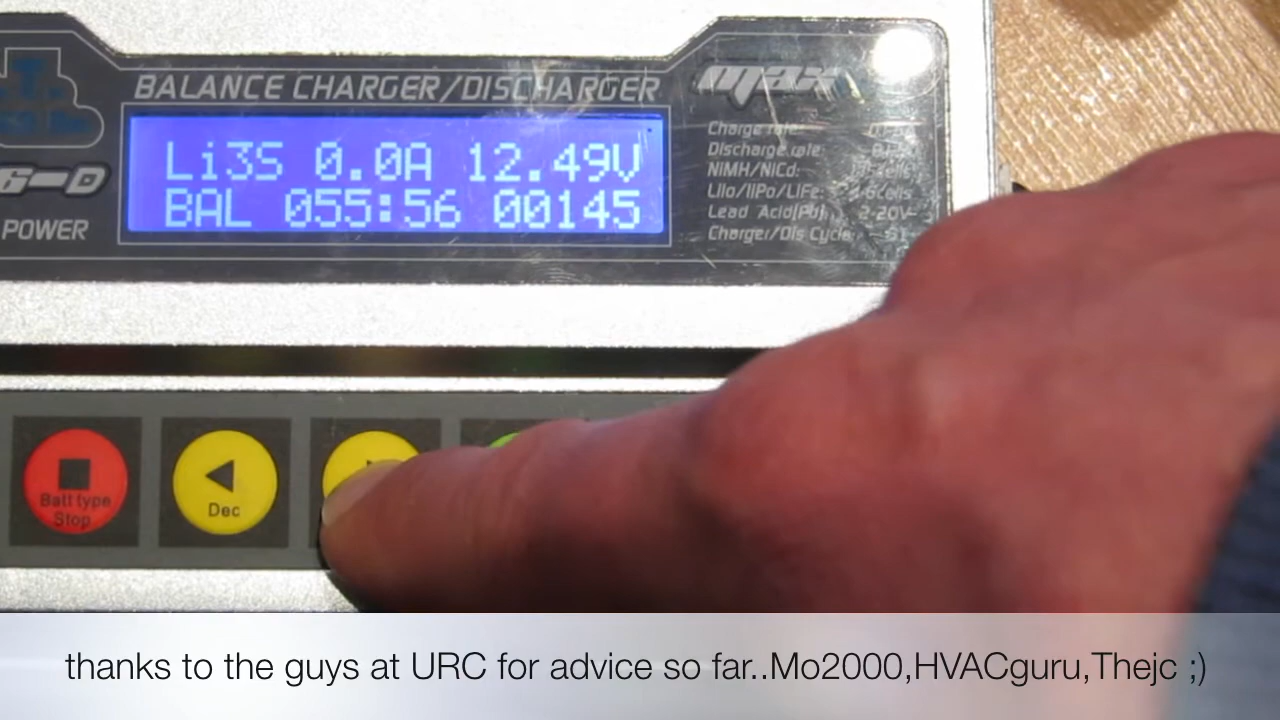 BALANCE CHARGER/DISCHARGER
max
Li3S 0.0A 12.49V
BAL 055:56 00145
Charge rate:
Discharge rate:
NiMH/NiCd:
LiIo/liPo/LiFe:
Lead Acid(Pb) 2-20V
Charger/Dis Cycle:
6-D
POWER
Batt type
Stop
Dec
thanks to the guys at URC for advice so far..Mo2000,HVACguru,Thejc ;)